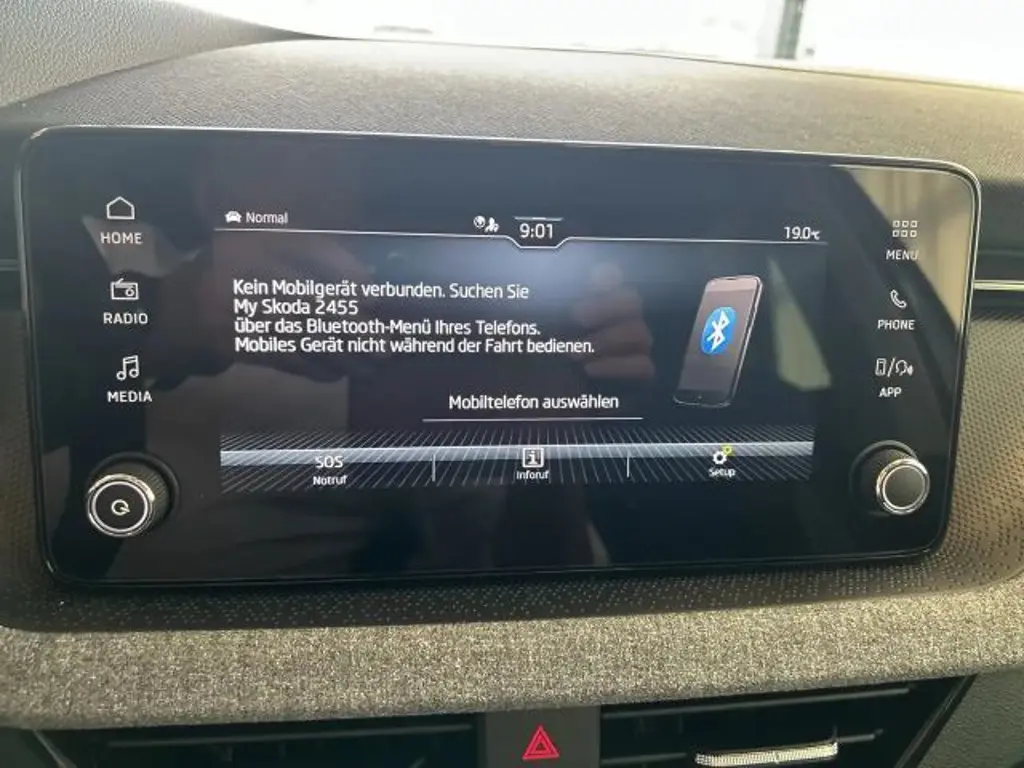 HOME
RADIO
MEDIA
Normal
9:01
19.0°C
Kein Mobilgerät verbunden. Suchen Sie
My Skoda 2455
über das Bluetooth-Menü Ihres Telefons.
Mobiles Gerät nicht während der Fahrt bedienen.
Mobiltelefon auswählen
SOS
Notruf
i
Inforuf
Setup
MENU
PHONE
APP